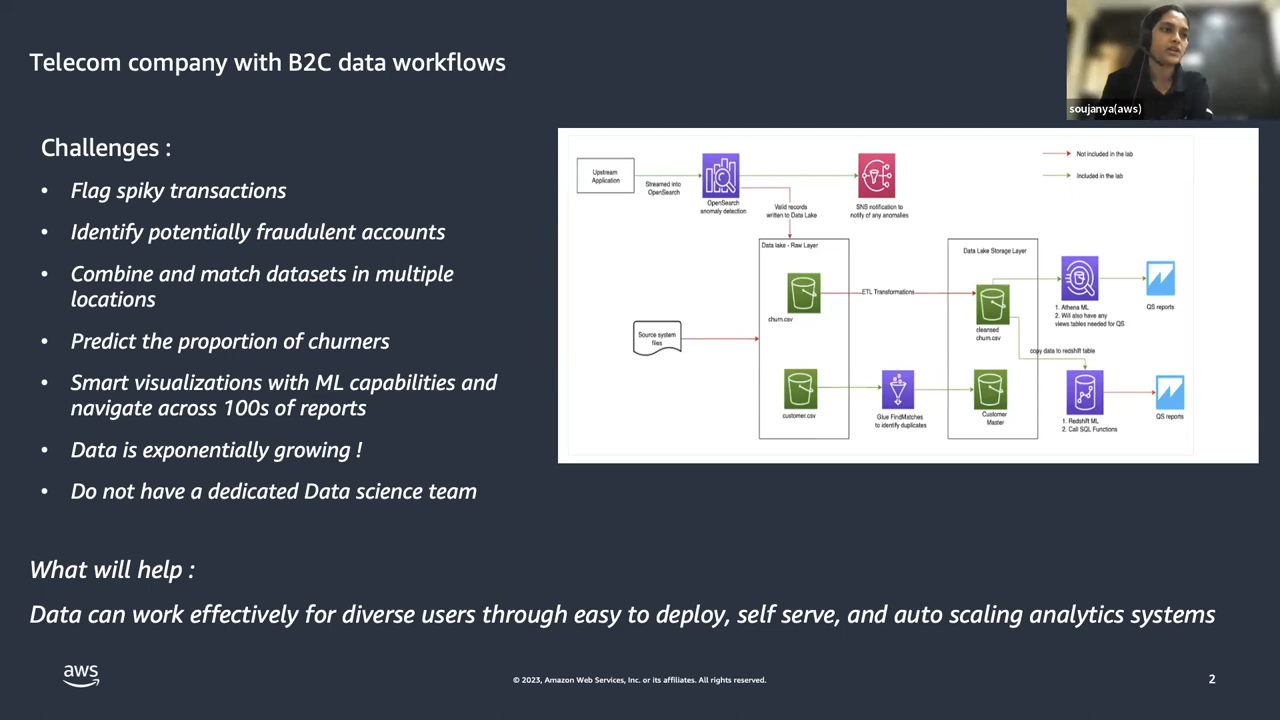 Telecom company with B2C data workflows
soujanya(aws)
Challenges :
• Flag spiky transactions
• Identify potentially fraudulent accounts
• Combine and match datasets in multiple
locations
• Predict the proportion of churners
• Smart visualizations with ML capabilities and
navigate across 100s of reports
• Data is exponentially growing !
• Do not have a dedicated Data science team
Upstream
Application
Streamed into
OpenSearch
OpenSearch
anomaly detection
Valid records
written to Data Lake
SNS notification to
notify of any anomalies
Not included in the lab
Included in the lab
Data lake - Raw Layer
Data Lake Storage Layer
churn.csv
ETL Transformations
cleansed
churn.csv
1. Athena ML
2. Will also have any
views tables needed for QS
QS reports
Source system
files
copy data to redshift table
customer.csv
Glue FindMatches
to identify duplicates
Customer
Master
1. Redshift ML
2. Call SQL Functions
QS reports
What will help :
Data can work effectively for diverse users through easy to deploy, self serve, and auto scaling analytics systems
aws
© 2023, Amazon Web Services, Inc. or its affiliates. All rights reserved.
2